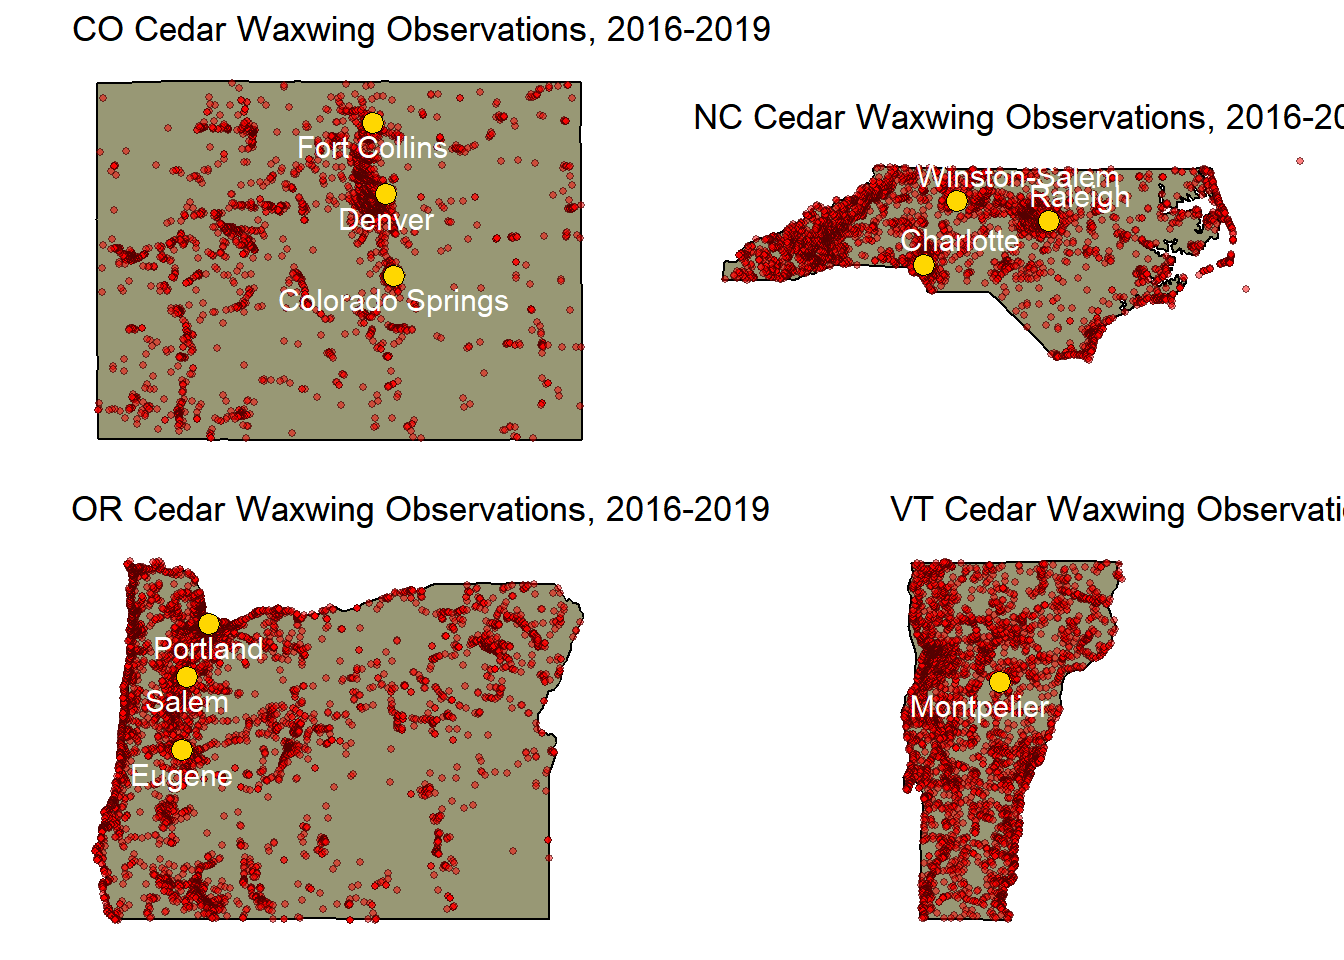 CO Cedar Waxwing Observations, 2016-2019
Fort Collins
Denver
Colorado Springs
NC Cedar Waxwing Observations, 2016-20
Winston-Salem
Raleigh
Charlotte
OR Cedar Waxwing Observations, 2016-2019
Portland
Salem
Eugene
VT Cedar Waxwing Observati
Montpelier